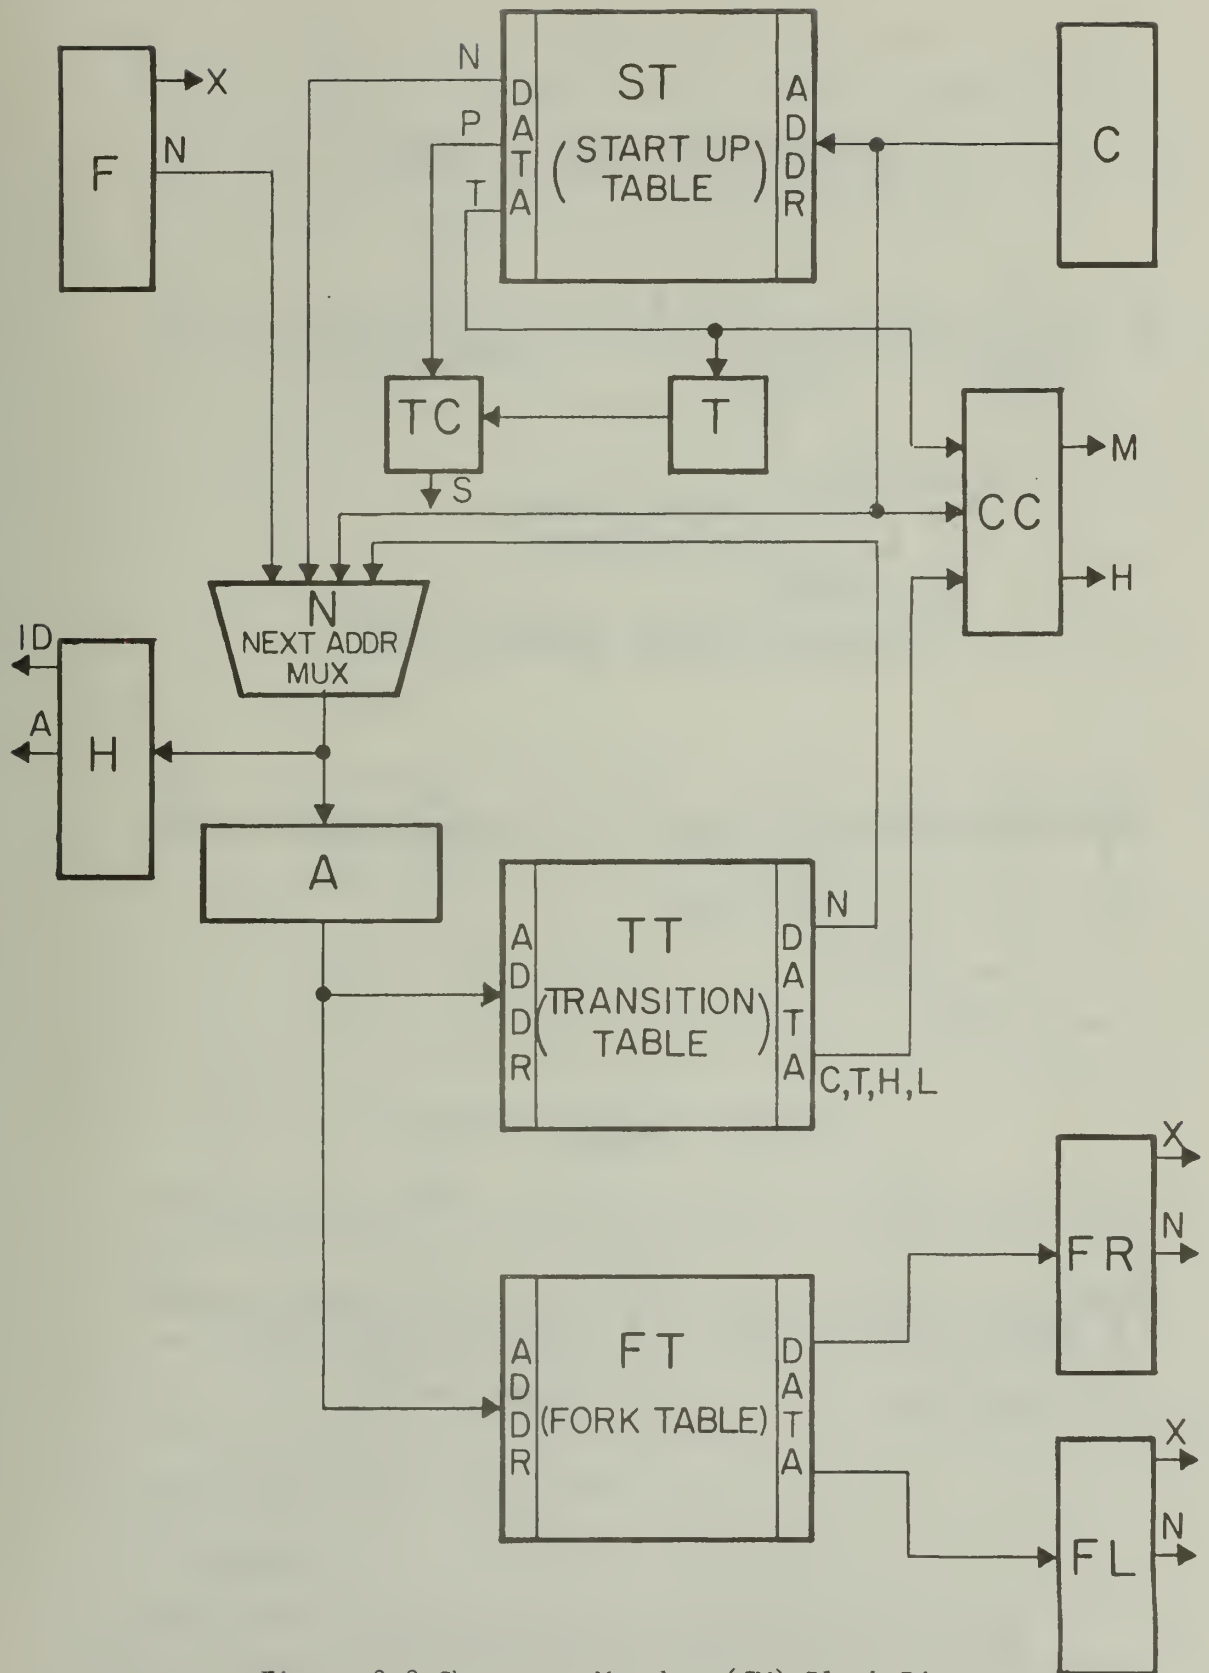 F
X
N
N
P
T
DATA
ST
(START UP
TABLE)
ADDR
C
TC
T
S
CC
M
H
N
NEXT ADDR
MUX
ID
A
H
A
ADDR
TT
(TRANSITION
TABLE)
DATA
N
C,T,H,L
ADDR
FT
(FORK TABLE)
DATA
FR
X
N
FL
X
N